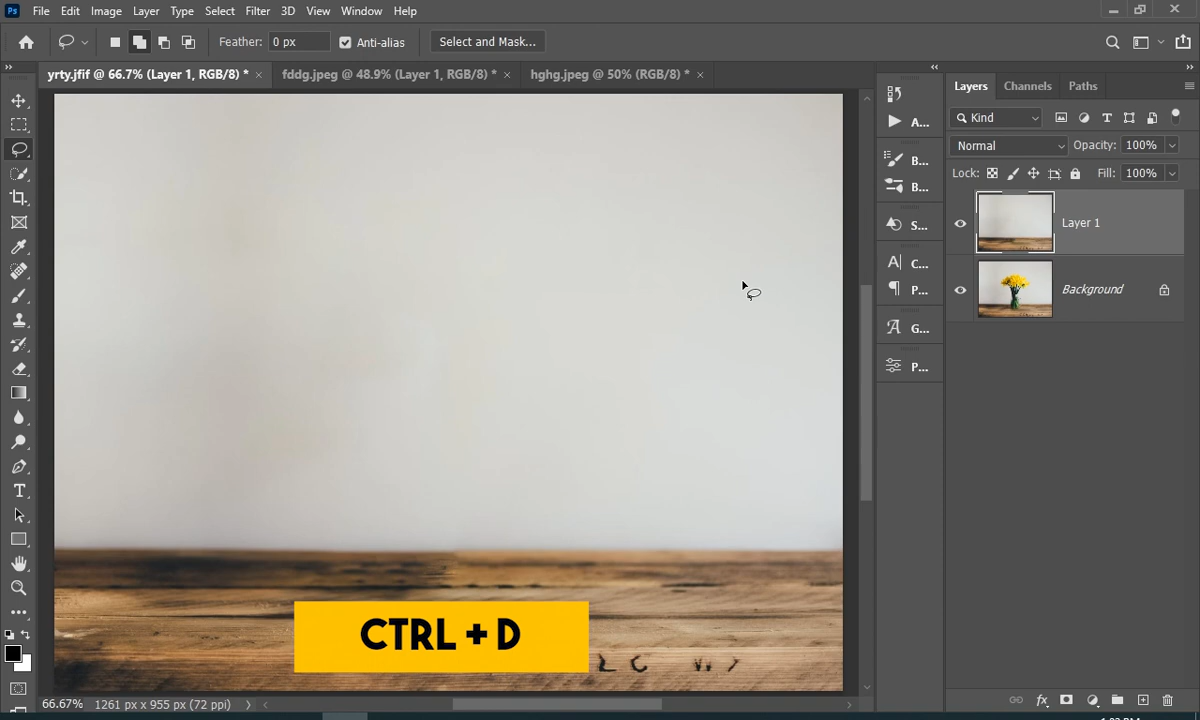 Ps File Edit Image Layer Type Select Filter 3D View Window Help
Feather: 0 px Anti-alias Select and Mask...
yrty.jfif @ 66.7% (Layer 1, RGB/8) * × fddg.jpeg @ 48.9% (Layer 1, RGB/8) * × hghg.jpeg @ 50% (RGB/8) * ×
Layers Channels Paths
Kind
Normal Opacity: 100%
Lock: Fill: 100%
Layer 1
Background
A...
B...
B...
S...
C...
P...
G...
P...
CTRL + D
66.67% 1261 px x 955 px (72 ppi)